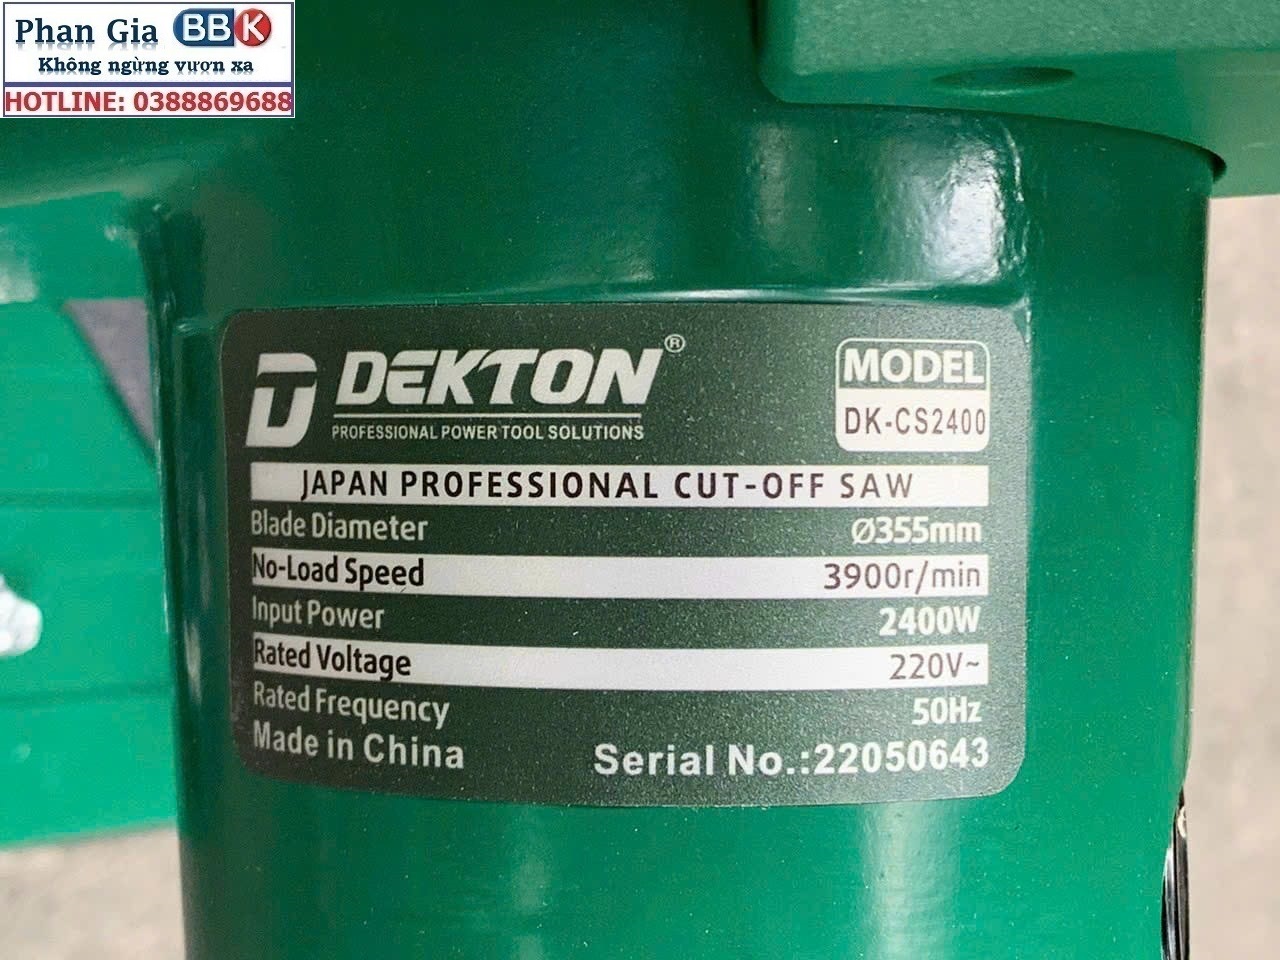 Phan Gia BBK
Không ngừng vươn xa
HOTLINE: 0388869688
DEKTON®
PROFESSIONAL POWER TOOL SOLUTIONS
MODEL
DK-CS2400
JAPAN PROFESSIONAL CUT-OFF SAW
Blade Diameter Ø355mm
No-Load Speed 3900r/min
Input Power 2400W
Rated Voltage 220V~
Rated Frequency 50Hz
Made in China Serial No.:22050643